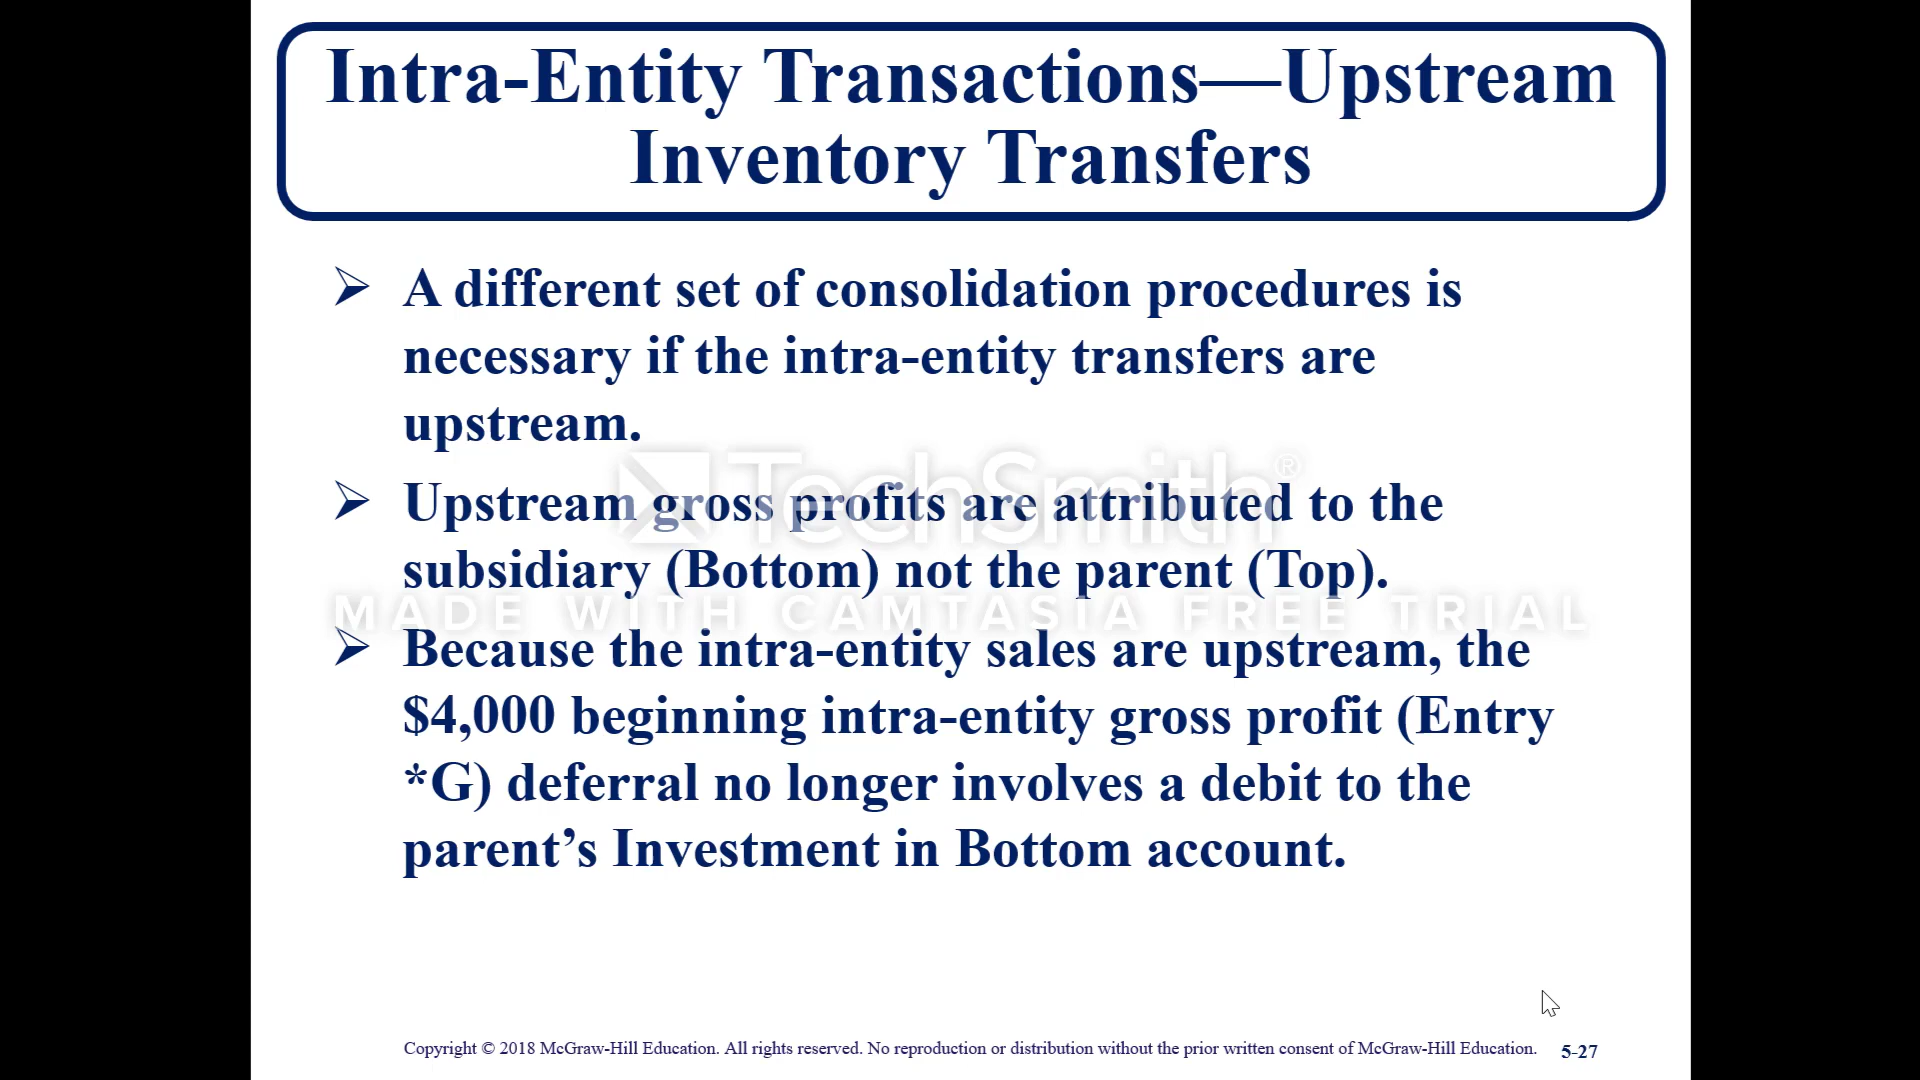 Intra-Entity Transactions—Upstream
Inventory Transfers
➢ A different set of consolidation procedures is
necessary if the intra-entity transfers are
upstream.
➢ Upstream gross profits are attributed to the
subsidiary (Bottom) not the parent (Top).
➢ Because the intra-entity sales are upstream, the
$4,000 beginning intra-entity gross profit (Entry
*G) deferral no longer involves a debit to the
parent’s Investment in Bottom account.
TechSmith®
MADE WITH CAMTASIA FREE TRIAL
Copyright © 2018 McGraw-Hill Education. All rights reserved. No reproduction or distribution without the prior written consent of McGraw-Hill Education. 5-27